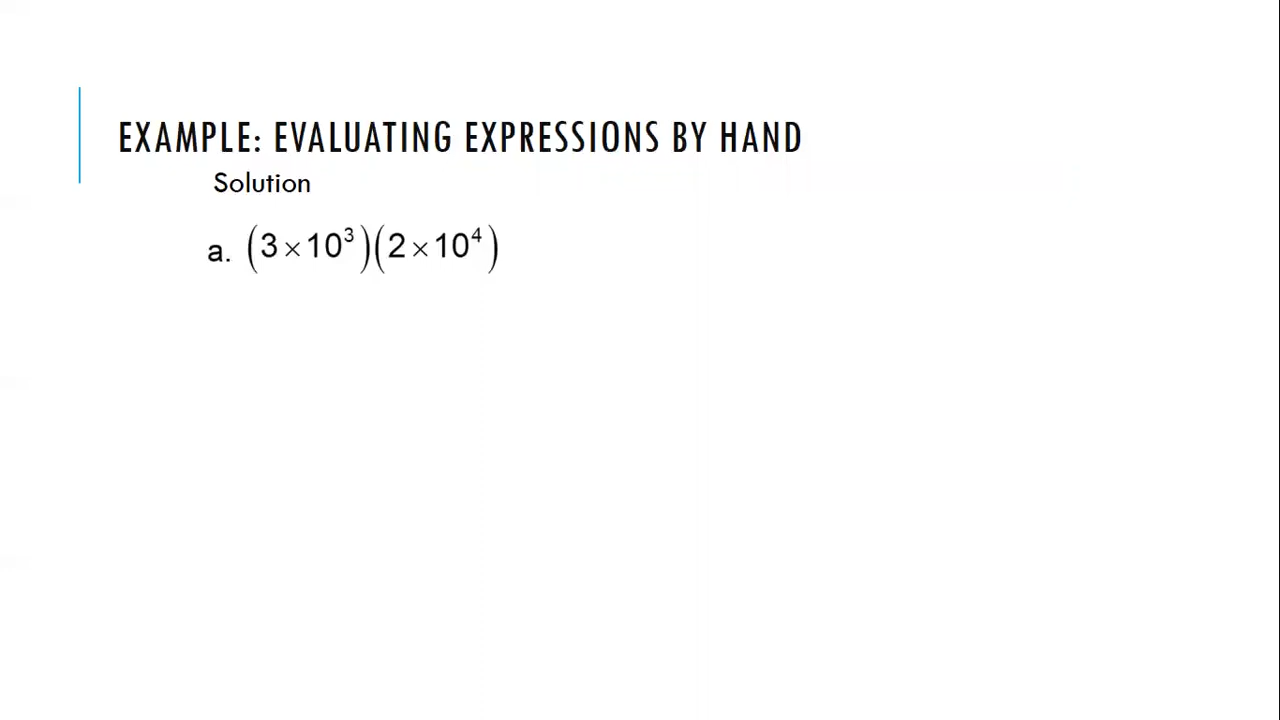 EXAMPLE: EVALUATING EXPRESSIONS BY HAND
Solution
a. (3×10³)(2×10⁴)